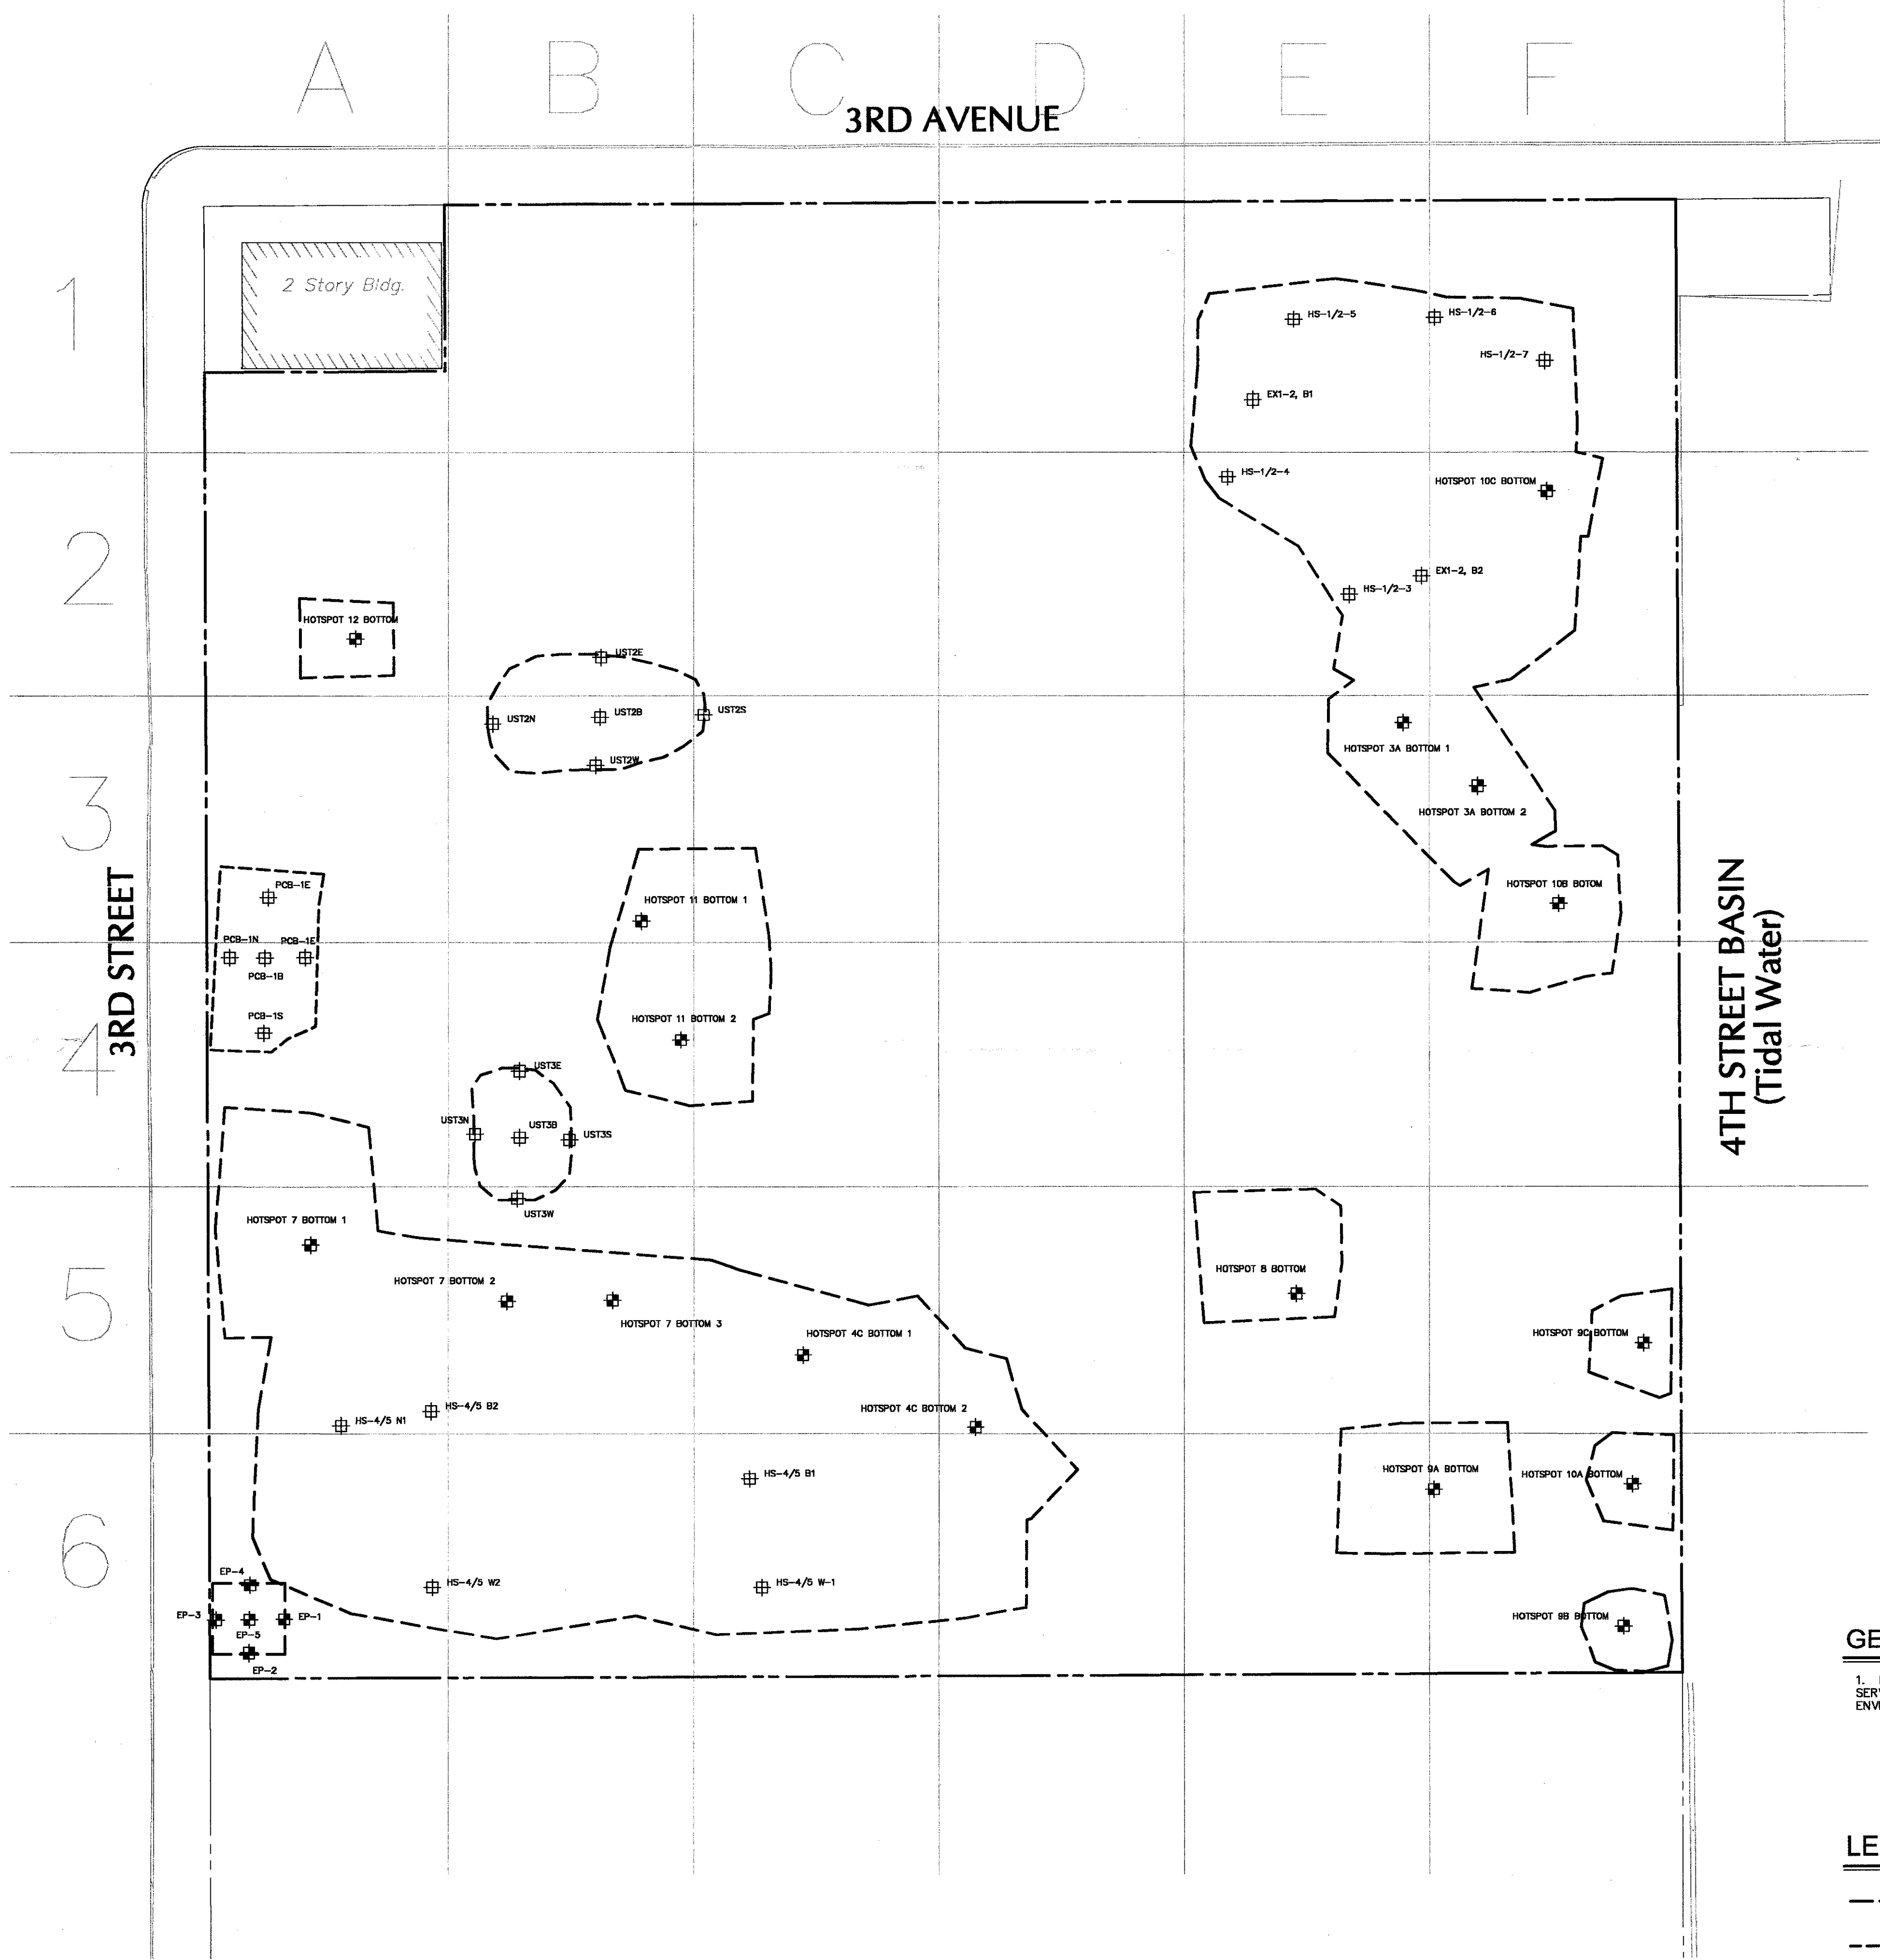 A B C D E F
3RD AVENUE
1
2 Story Bldg.
HS-1/2-5
HS-1/2-6
HS-1/2-7
EX1-2, B1
HS-1/2-4
HOTSPOT 10C BOTTOM
2
EX1-2, B2
HS-1/2-3
HOTSPOT 12 BOTTOM
UST2E
UST2N
UST2B
UST2S
UST2W
HOTSPOT 3A BOTTOM 1
HOTSPOT 3A BOTTOM 2
3
3RD STREET
PCB-1E
HOTSPOT 11 BOTTOM 1
HOTSPOT 10B BOTOM
4TH STREET BASIN
(Tidal Water)
PCB-1N
PCB-1E
PCB-1B
PCB-1S
HOTSPOT 11 BOTTOM 2
4
UST3E
UST3N
UST3B
UST3S
UST3W
HOTSPOT 7 BOTTOM 1
HOTSPOT 7 BOTTOM 2
HOTSPOT 7 BOTTOM 3
HOTSPOT 8 BOTTOM
5
HOTSPOT 4C BOTTOM 1
HOTSPOT 9C BOTTOM
HS-4/5 B2
HS-4/5 N1
HOTSPOT 4C BOTTOM 2
HS-4/5 B1
HOTSPOT 9A BOTTOM
HOTSPOT 10A BOTTOM
6
EP-4
HS-4/5 W2
HS-4/5 W-1
EP-3
EP-1
EP-5
EP-2
HOTSPOT 9B BOTTOM
GE
1.
SER
ENV
LE